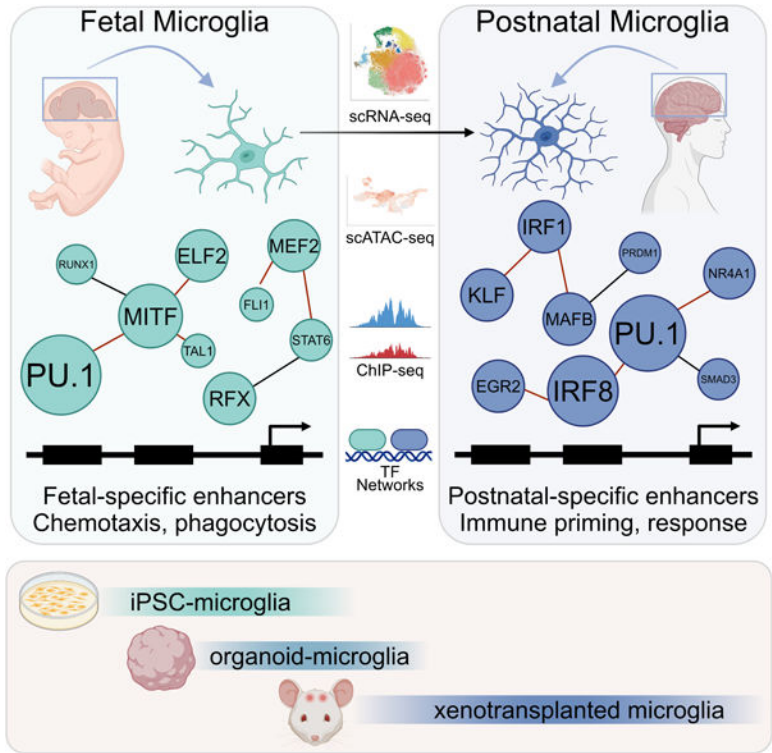 Fetal Microglia
Postnatal Microglia
scRNA-seq
scATAC-seq
ChIP-seq
TF
Networks
RUNX1
ELF2
MEF2
MITF
FLI1
TAL1
STAT6
PU.1
RFX
IRF1
PRDM1
NR4A1
KLF
MAFB
PU.1
EGR2
IRF8
SMAD3
Fetal-specific enhancers
Chemotaxis, phagocytosis
Postnatal-specific enhancers
Immune priming, response
iPSC-microglia
organoid-microglia
xenotransplanted microglia